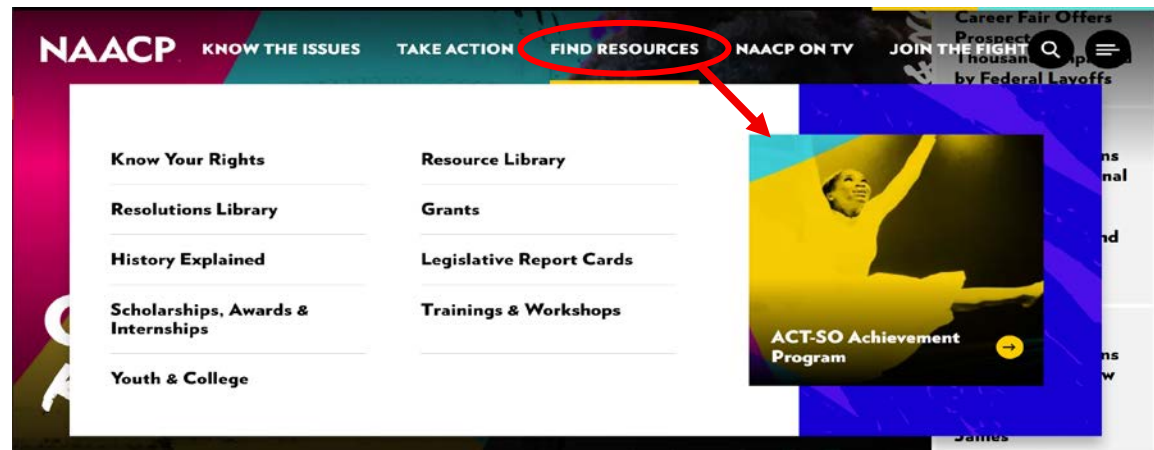 Career Fair Offers
NAACP KNOW THE ISSUES TAKE ACTION FIND RESOURCES NAACP ON TV JOIN THE FIGHT
by Federal Layoffs
Know Your Rights
Resource Library
Resolutions Library
Grants
History Explained
Legislative Report Cards
Scholarships, Awards &
Internships
Trainings & Workshops
Youth & College
ACT-SO Achievement
Program